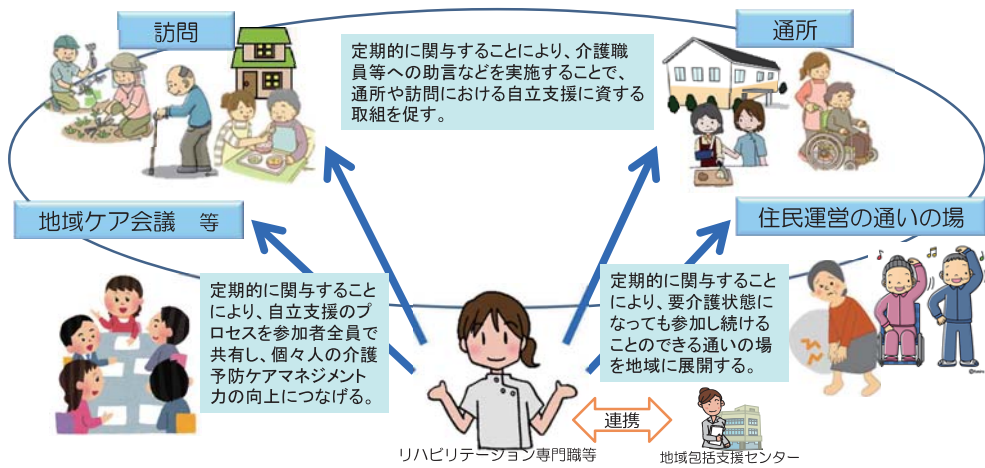 訪問
通所
定期的に関与することにより、介護職
員等への助言などを実施することで、
通所や訪問における自立支援に資する
取組を促す。
地域ケア会議　等
住民運営の通いの場
定期的に関与すること
により、自立支援のプ
ロセスを参加者全員で
共有し、個々人の介護
予防ケアマネジメント
力の向上につなげる。
定期的に関与すること
により、要介護状態に
なっても参加し続ける
ことのできる通いの場
を地域に展開する。
連携
リハビリテーション専門職等
地域包括支援センター